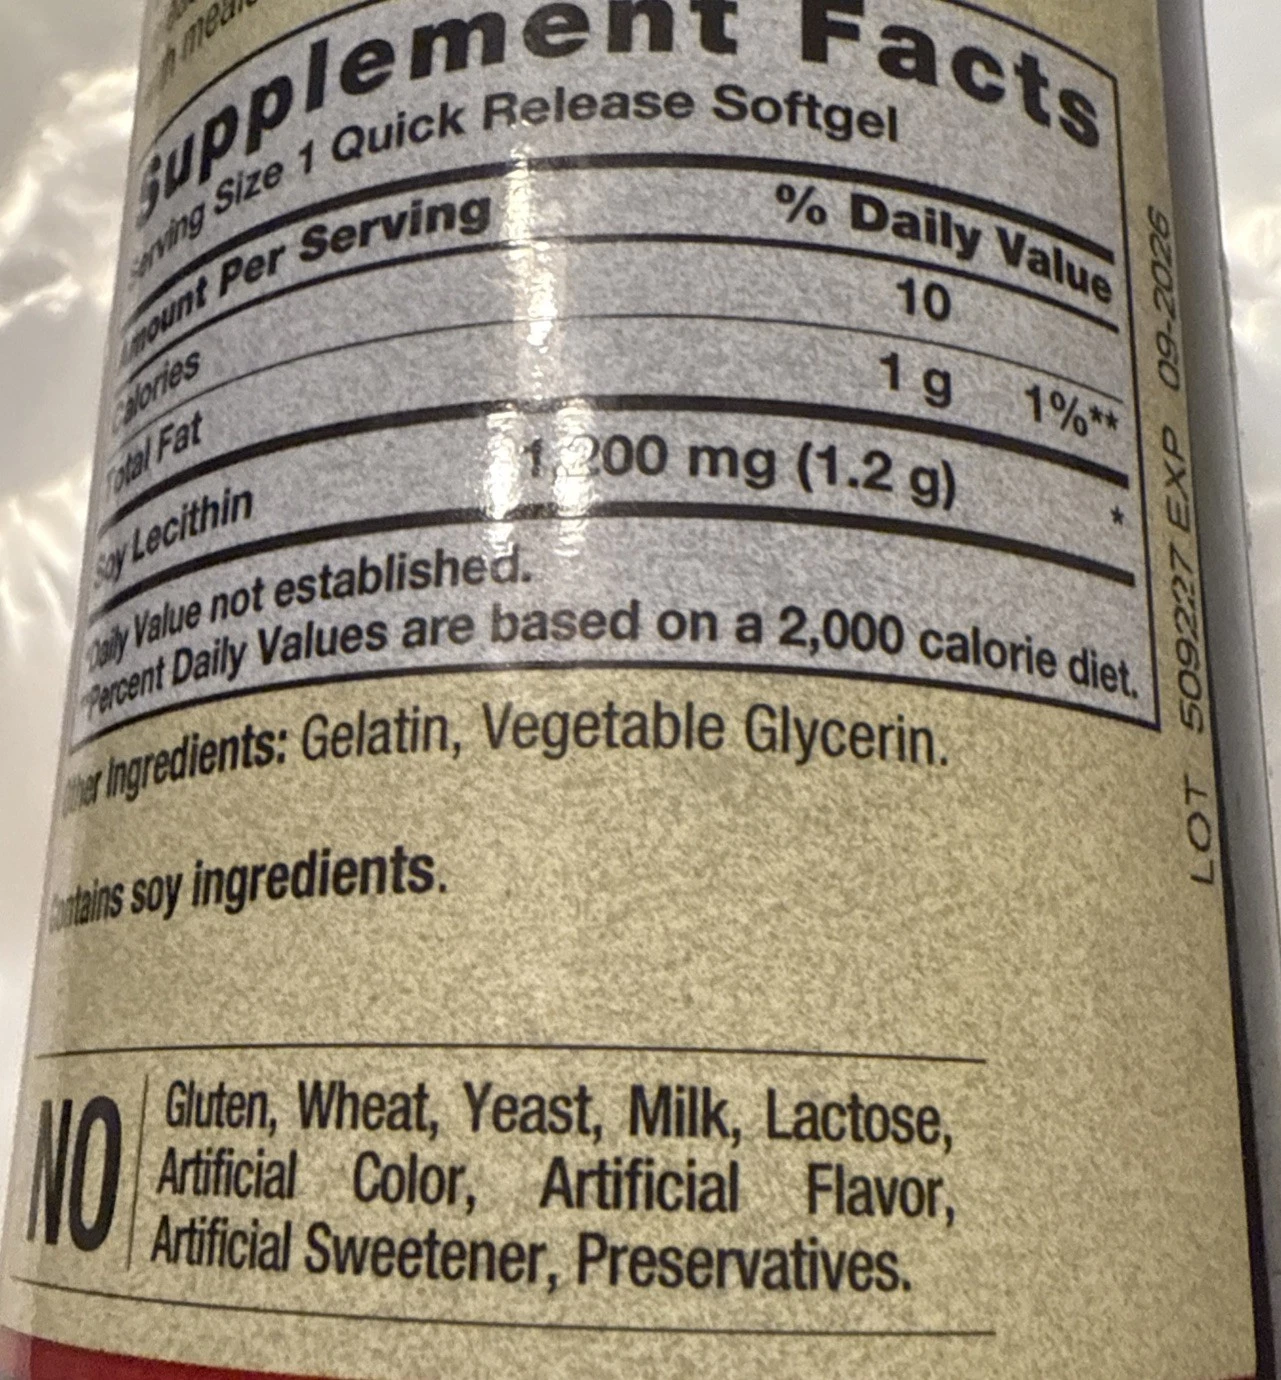 Supplement Facts
Serving Size 1 Quick Release Softgel
Amount Per Serving % Daily Value
Calories 10
Total Fat 1 g 1%**
Soy Lecithin 1,200 mg (1.2 g) *
*Daily Value not established.
**Percent Daily Values are based on a 2,000 calorie diet.
Other Ingredients: Gelatin, Vegetable Glycerin.
Contains soy ingredients.
NO
Gluten, Wheat, Yeast, Milk, Lactose,
Artificial Color, Artificial Flavor,
Artificial Sweetener, Preservatives.
LOT 509227 EXP 09-2026